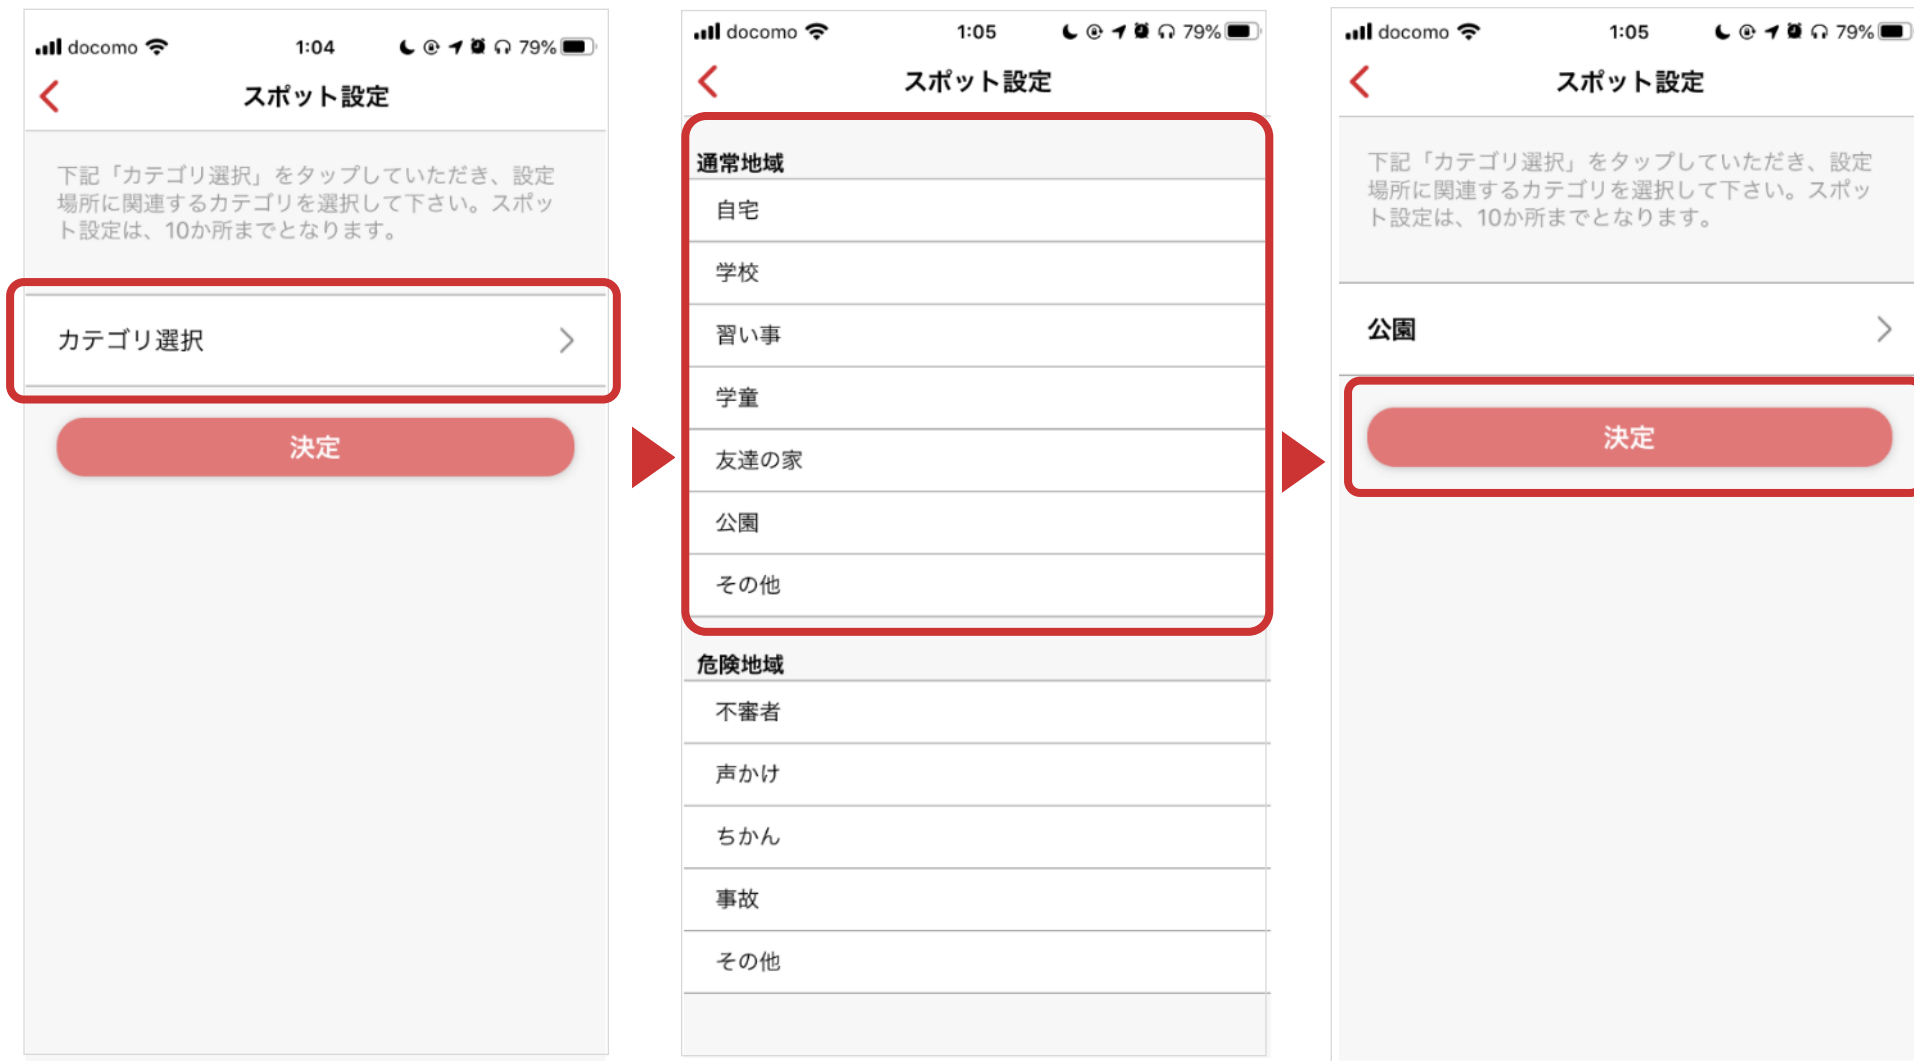 docomo 1:04 79%
スポット設定
下記「カテゴリ選択」をタップしていただき、設定
場所に関連するカテゴリを選択して下さい。スポッ
ト設定は、10か所までとなります。
カテゴリ選択
決定
docomo 1:05 79%
スポット設定
通常地域
自宅
学校
習い事
学童
友達の家
公園
その他
危険地域
不審者
声かけ
ちかん
事故
その他
docomo 1:05 79%
スポット設定
下記「カテゴリ選択」をタップしていただき、設定
場所に関連するカテゴリを選択して下さい。スポッ
ト設定は、10か所までとなります。
公園
決定